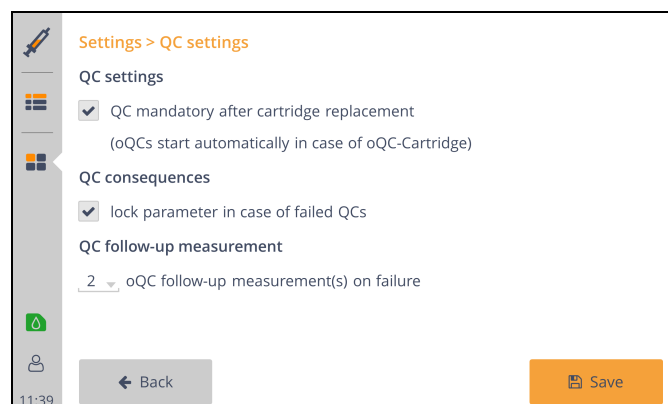 Settings > QC settings
QC settings
QC mandatory after cartridge replacement
(oQCs start automatically in case of oQC-Cartridge)
QC consequences
lock parameter in case of failed QCs
QC follow-up measurement
2 oQC follow-up measurement(s) on failure
Back
Save
11:39